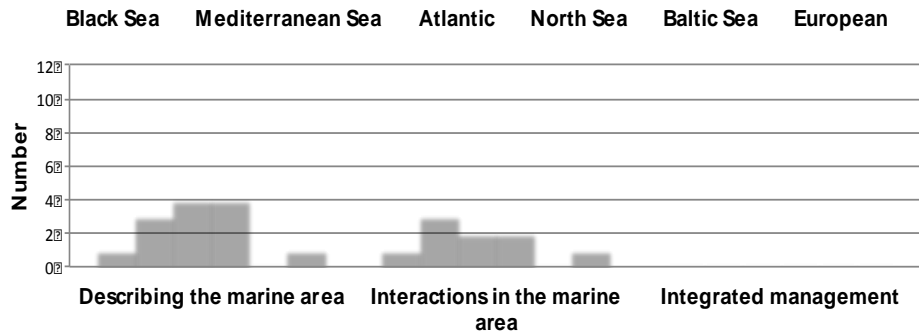 Black Sea Mediterranean Sea Atlantic North Sea Baltic Sea European
12
10
8
6
4
2
0
Number
Describing the marine area Interactions in the marine area Integrated management